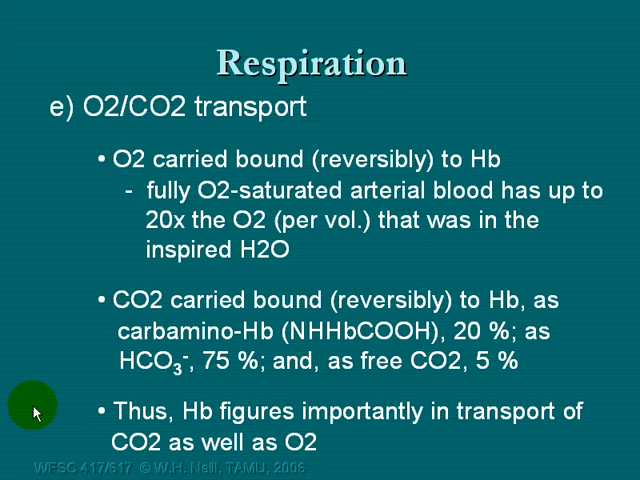 Respiration
e) O2/CO2 transport
• O2 carried bound (reversibly) to Hb
- fully O2-saturated arterial blood has up to
20x the O2 (per vol.) that was in the
inspired H2O
• CO2 carried bound (reversibly) to Hb, as
carbamino-Hb (NHHbCOOH), 20 %; as
HCO₃⁻, 75 %; and, as free CO2, 5 %
• Thus, Hb figures importantly in transport of
CO2 as well as O2
WFSC 417/617 © W.H. Neill, TAMU, 2006